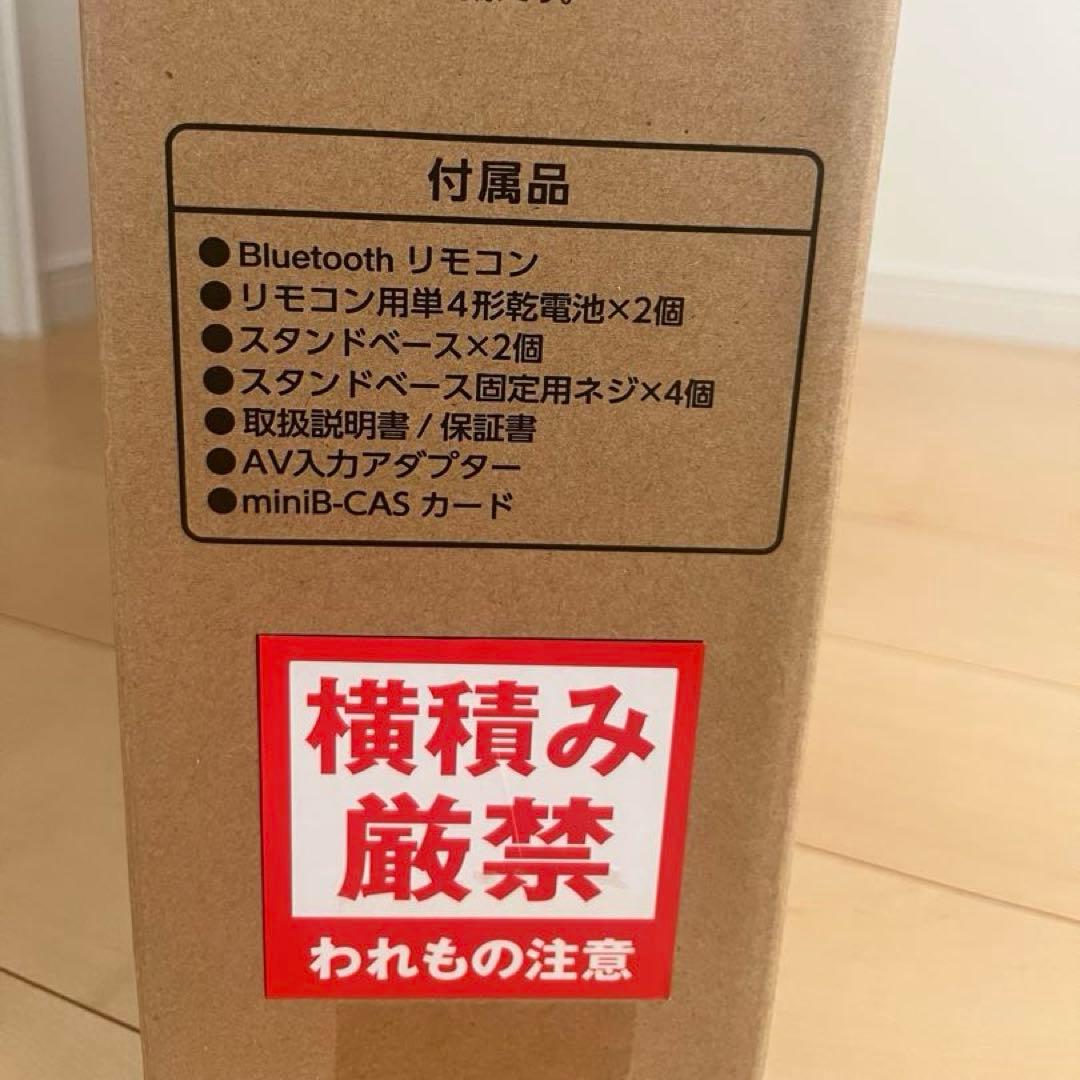 です。
付属品
●Bluetooth リモコン
●リモコン用単4形乾電池×2個
●スタンドベース×2個
●スタンドベース固定用ネジ×4個
●取扱説明書 / 保証書
●AV入力アダプター
●miniB-CAS カード
横積み
厳禁
われもの注意